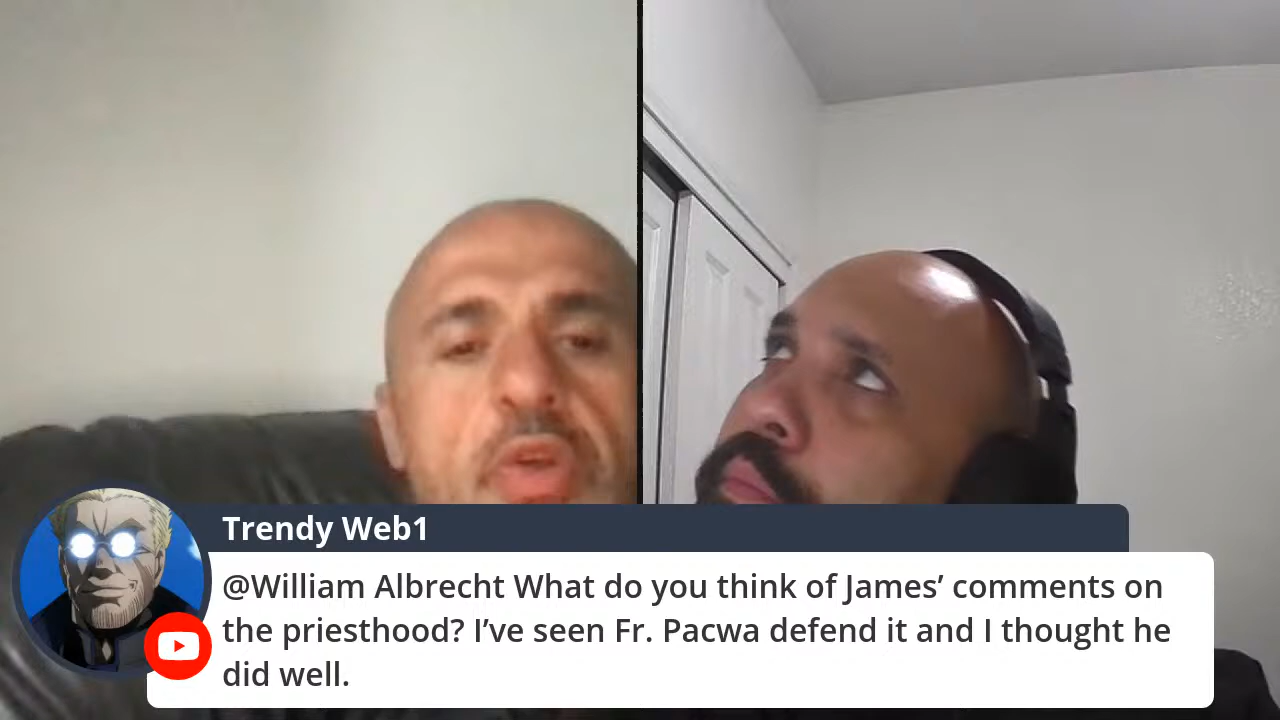 Trendy Web1
@William Albrecht What do you think of James’ comments on
the priesthood? I’ve seen Fr. Pacwa defend it and I thought he
did well.